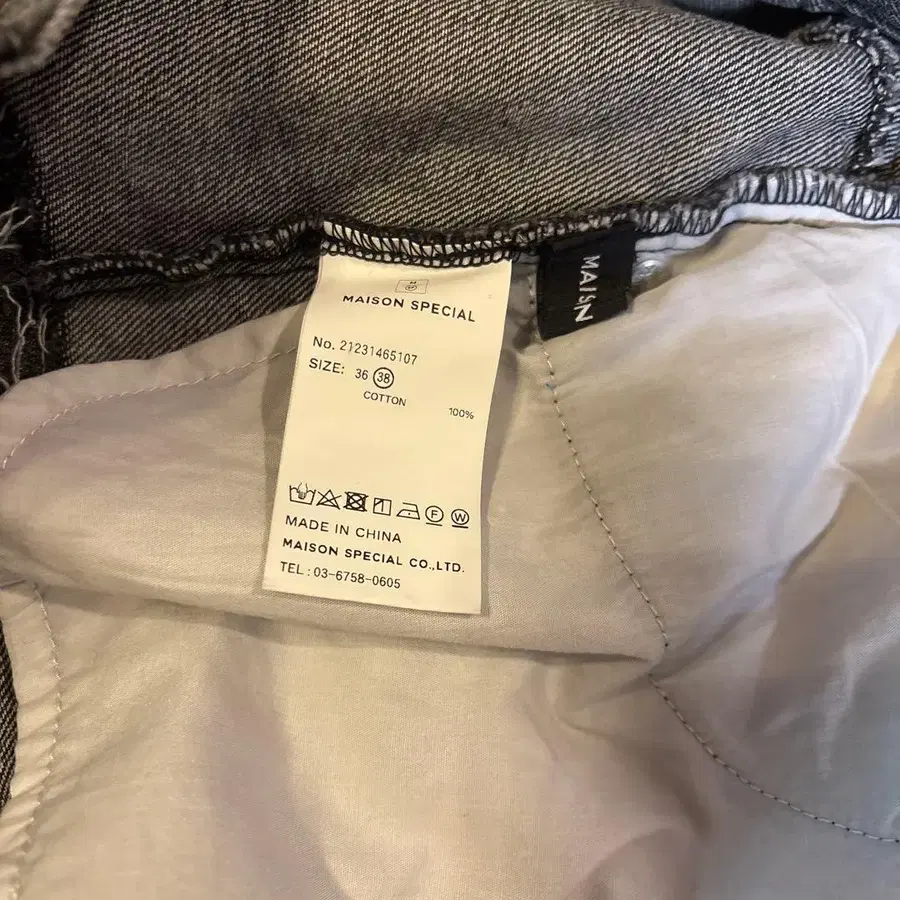 MAISON SPECIAL
No. 21231465107
SIZE: 36 38
COTTON
100%
F W
MADE IN CHINA
MAISON SPECIAL CO.,LTD.
TEL : 03-6758-0605
MAIS